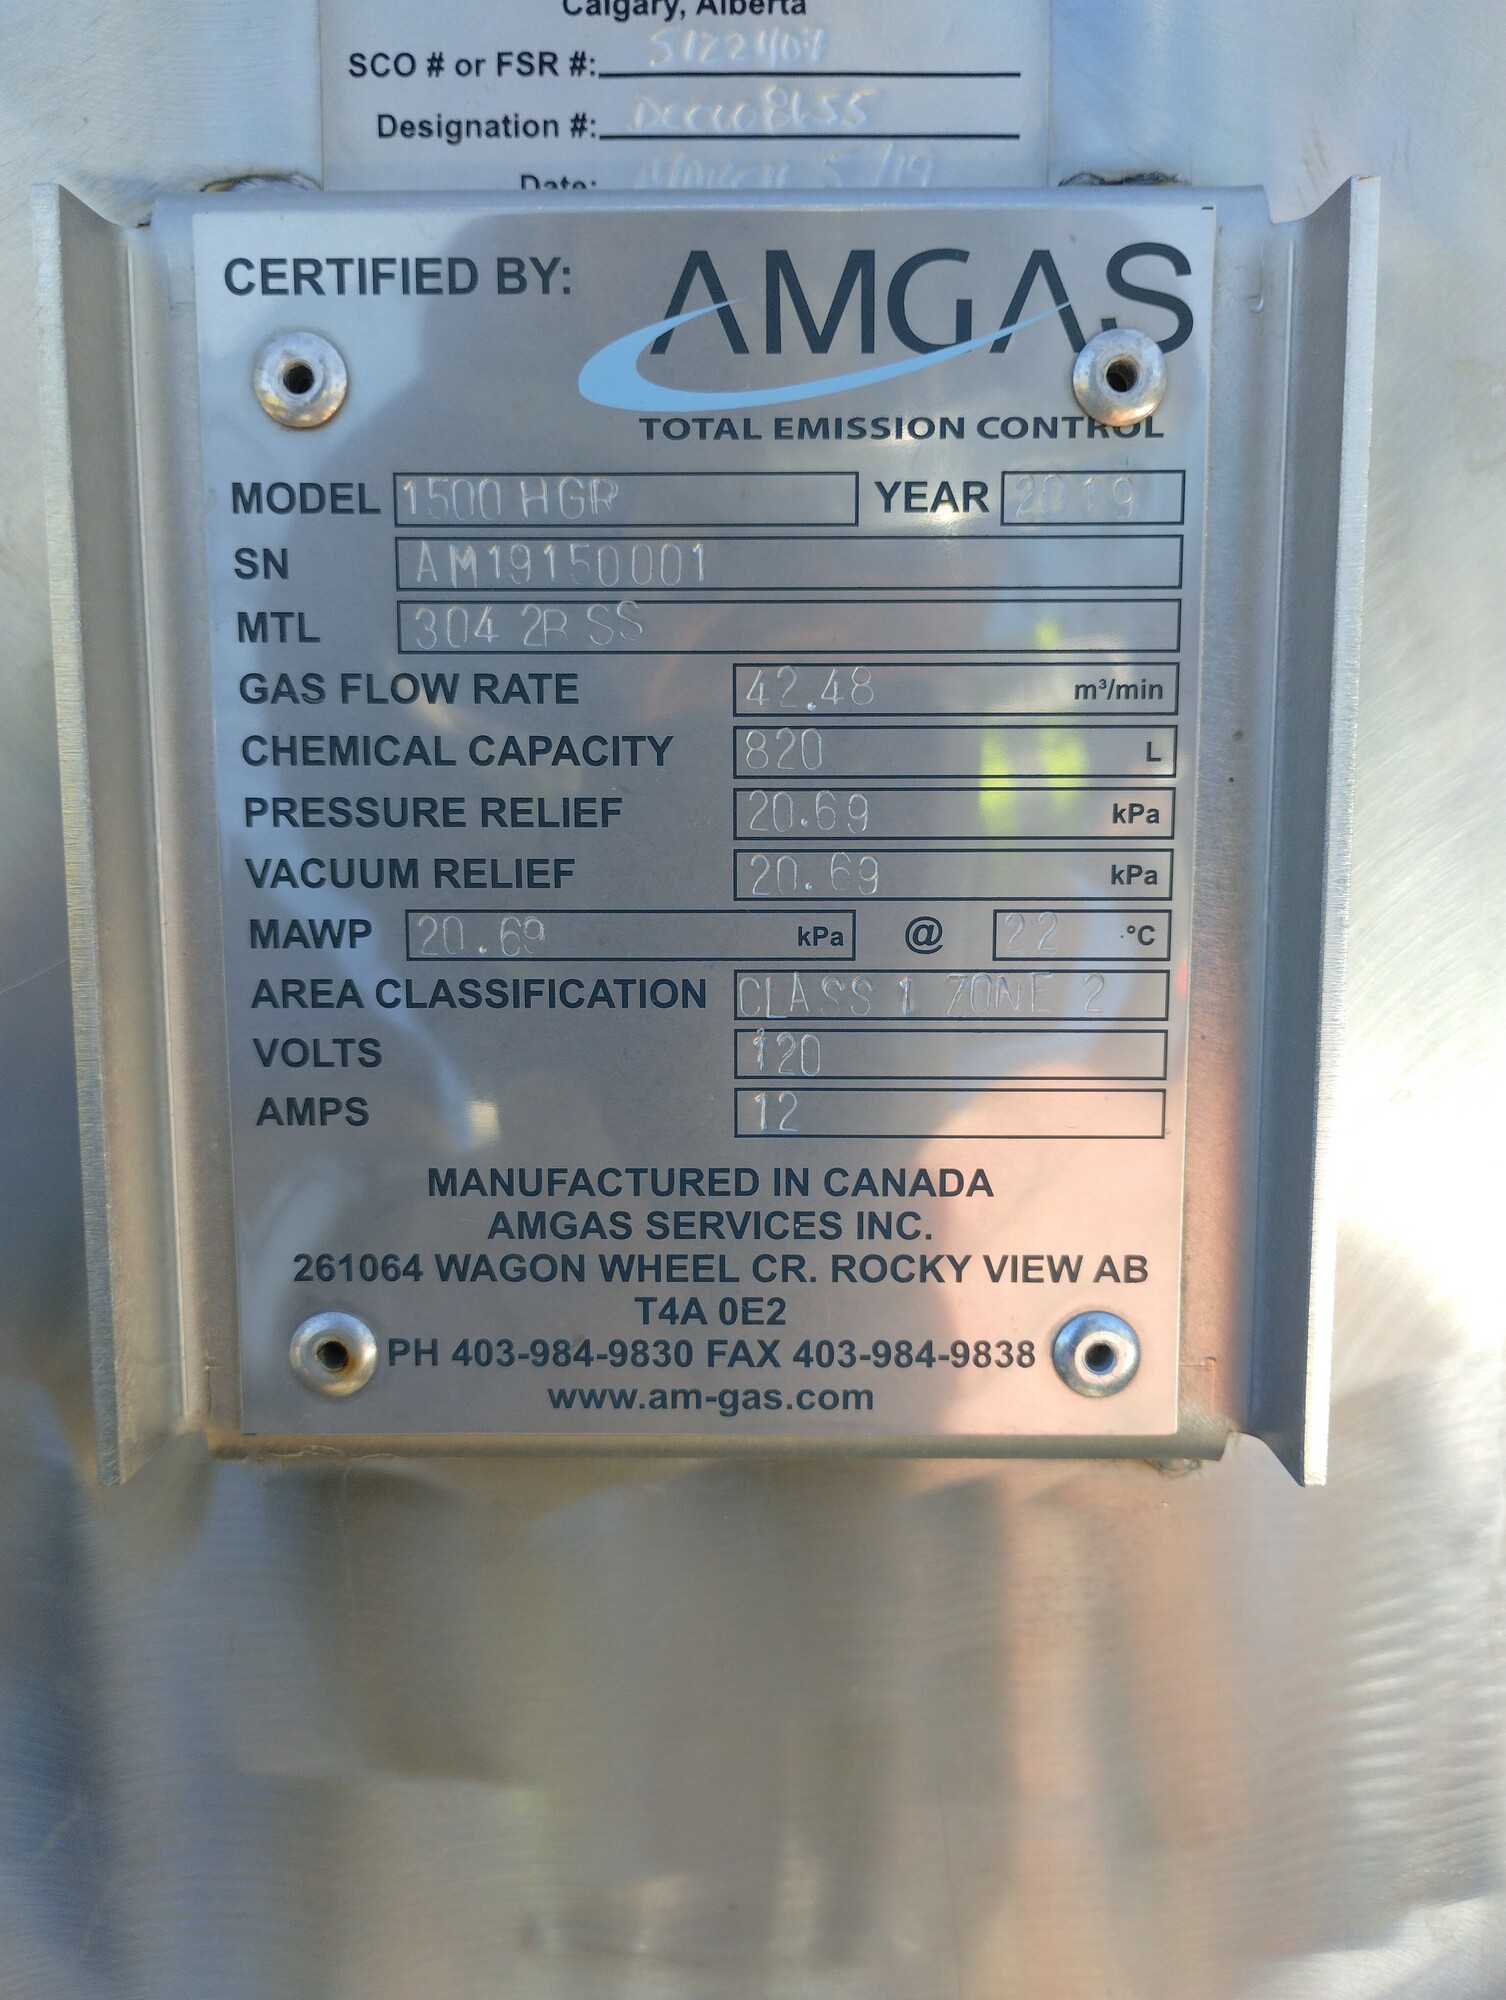 Calgary, Alberta
SCO # or FSR #:
Designation #:
Date:
CERTIFIED BY: AMGAS
TOTAL EMISSION CONTROL
MODEL 1500 HGR YEAR 2019
SN AM19150001
MTL 304 2B SS
GAS FLOW RATE 42.48 m³/min
CHEMICAL CAPACITY 820 L
PRESSURE RELIEF 20.69 kPa
VACUUM RELIEF 20.69 kPa
MAWP 20.69 kPa @ 22 °C
AREA CLASSIFICATION CLASS 1 ZONE 2
VOLTS 120
AMPS 12
MANUFACTURED IN CANADA
AMGAS SERVICES INC.
261064 WAGON WHEEL CR. ROCKY VIEW AB
T4A 0E2
PH 403-984-9830 FAX 403-984-9838
www.am-gas.com